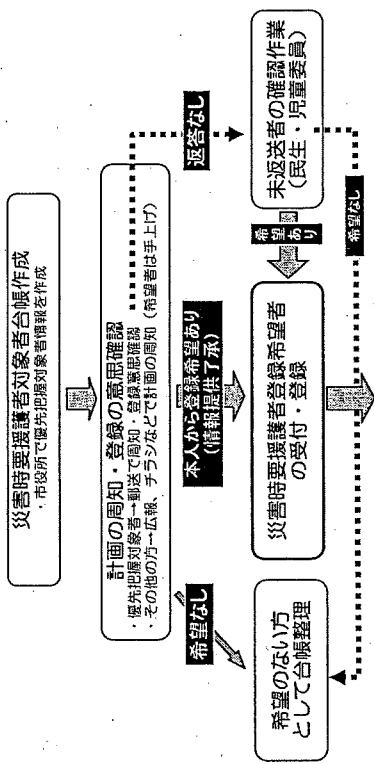 災害時要援護者対象者台帳作成
・市役所で優先把握対象者情報を作成
計画の周知・登録の意思確認
・優先把握対象者→郵送で周知・登録意思確認
・その他の方→広報、チラシなどで計画の周知（希望者は手上げ）
希望なし
本人から登録希望あり
（情報提供了承）
返答なし
希望のない方
として台帳整理
災害時要援護者登録希望者
の受付・登録
希望
あり
未返送者の確認作業
（民生・児童委員）
希望なし